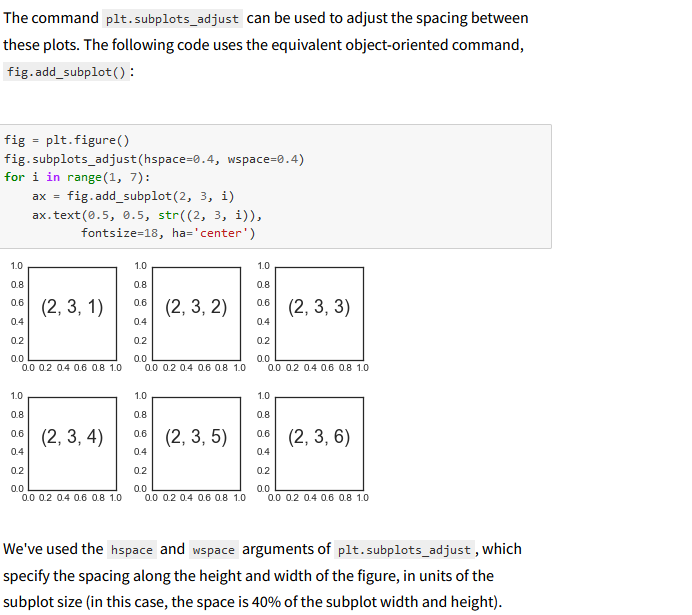 The command plt.subplots_adjust can be used to adjust the spacing between
these plots. The following code uses the equivalent object-oriented command,
fig.add_subplot() :
fig = plt.figure()
fig.subplots_adjust(hspace=0.4, wspace=0.4)
for i in range(1, 7):
    ax = fig.add_subplot(2, 3, i)
    ax.text(0.5, 0.5, str((2, 3, i)),
           fontsize=18, ha='center')
1.0 1.0 1.0
0.8 0.8 0.8
0.6 (2, 3, 1) 0.6 (2, 3, 2) 0.6 (2, 3, 3)
0.4 0.4 0.4
0.2 0.2 0.2
0.0 0.0 0.0
0.0 0.2 0.4 0.6 0.8 1.0 0.0 0.2 0.4 0.6 0.8 1.0 0.0 0.2 0.4 0.6 0.8 1.0
1.0 1.0 1.0
0.8 0.8 0.8
0.6 (2, 3, 4) 0.6 (2, 3, 5) 0.6 (2, 3, 6)
0.4 0.4 0.4
0.2 0.2 0.2
0.0 0.0 0.0
0.0 0.2 0.4 0.6 0.8 1.0 0.0 0.2 0.4 0.6 0.8 1.0 0.0 0.2 0.4 0.6 0.8 1.0
We've used the hspace and wspace arguments of plt.subplots_adjust , which
specify the spacing along the height and width of the figure, in units of the
subplot size (in this case, the space is 40% of the subplot width and height).